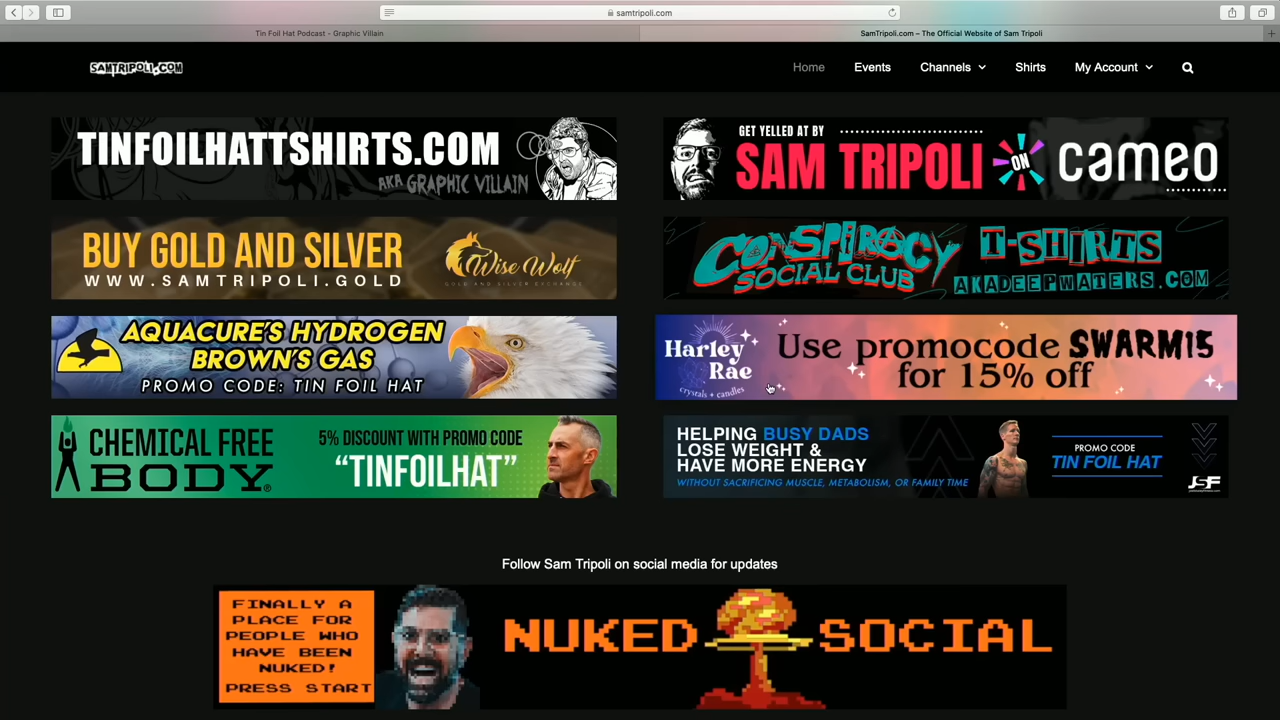 samtripoli.com
Tin Foil Hat Podcast - Graphic Villain
SamTripoli.com – The Official Website of Sam Tripoli
SAMTRIPOLI.COM
Home
Events
Channels
Shirts
My Account
TINFOILHATTSHIRTS.COM
AKA GRAPHIC VILLAIN
GET YELLED AT BY
SAM TRIPOLI ON cameo
BUY GOLD AND SILVER
WWW.SAMTRIPOLI.GOLD
Wise Wolf
GOLD AND SILVER EXCHANGE
CONSPIRACY
SOCIAL CLUB
T-SHIRTS
AKADEEPWATERS.COM
AQUACURE'S HYDROGEN
BROWN'S GAS
PROMO CODE: TIN FOIL HAT
Harley
Rae
crystals + candles
Use promocode SWARM15
for 15% off
CHEMICAL FREE
BODY®
5% DISCOUNT WITH PROMO CODE
“TINFOILHAT”
HELPING BUSY DADS
LOSE WEIGHT &
HAVE MORE ENERGY
WITHOUT SACRIFICING MUSCLE, METABOLISM, OR FAMILY TIME
PROMO CODE
TIN FOIL HAT
JSF
Follow Sam Tripoli on social media for updates
FINALLY A
PLACE FOR
PEOPLE WHO
HAVE BEEN
NUKED!
PRESS START
NUKED SOCIAL